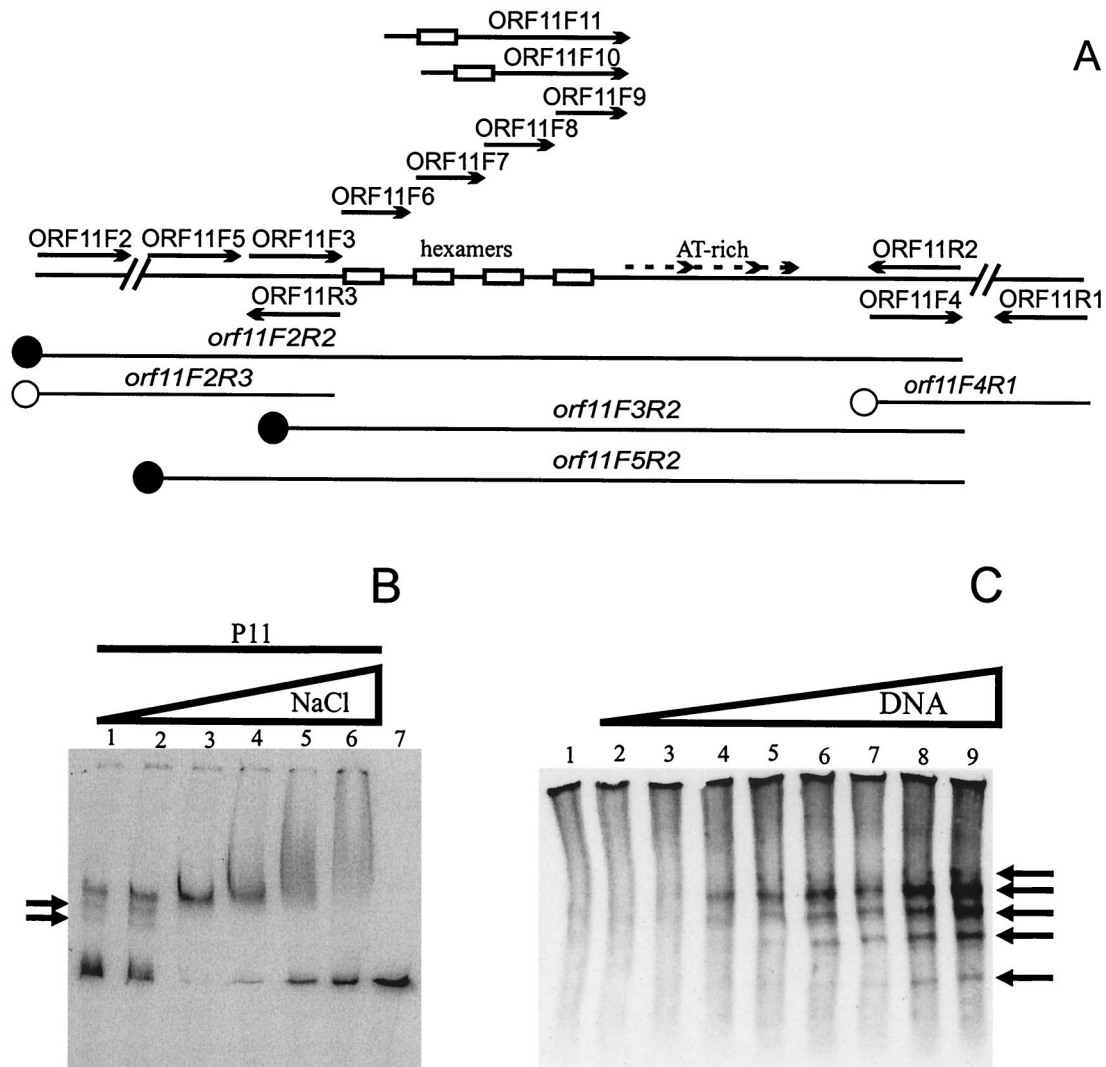 A
ORF11F11
ORF11F10
ORF11F9
ORF11F8
ORF11F7
ORF11F6
ORF11F2 ORF11F5 ORF11F3 hexamers AT-rich ORF11R2
ORF11R3 ORF11F4 ORF11R1
orf11F2R2
orf11F2R3 orf11F4R1
orf11F3R2
orf11F5R2
B
P11
NaCl
1 2 3 4 5 6 7
C
DNA
1 2 3 4 5 6 7 8 9